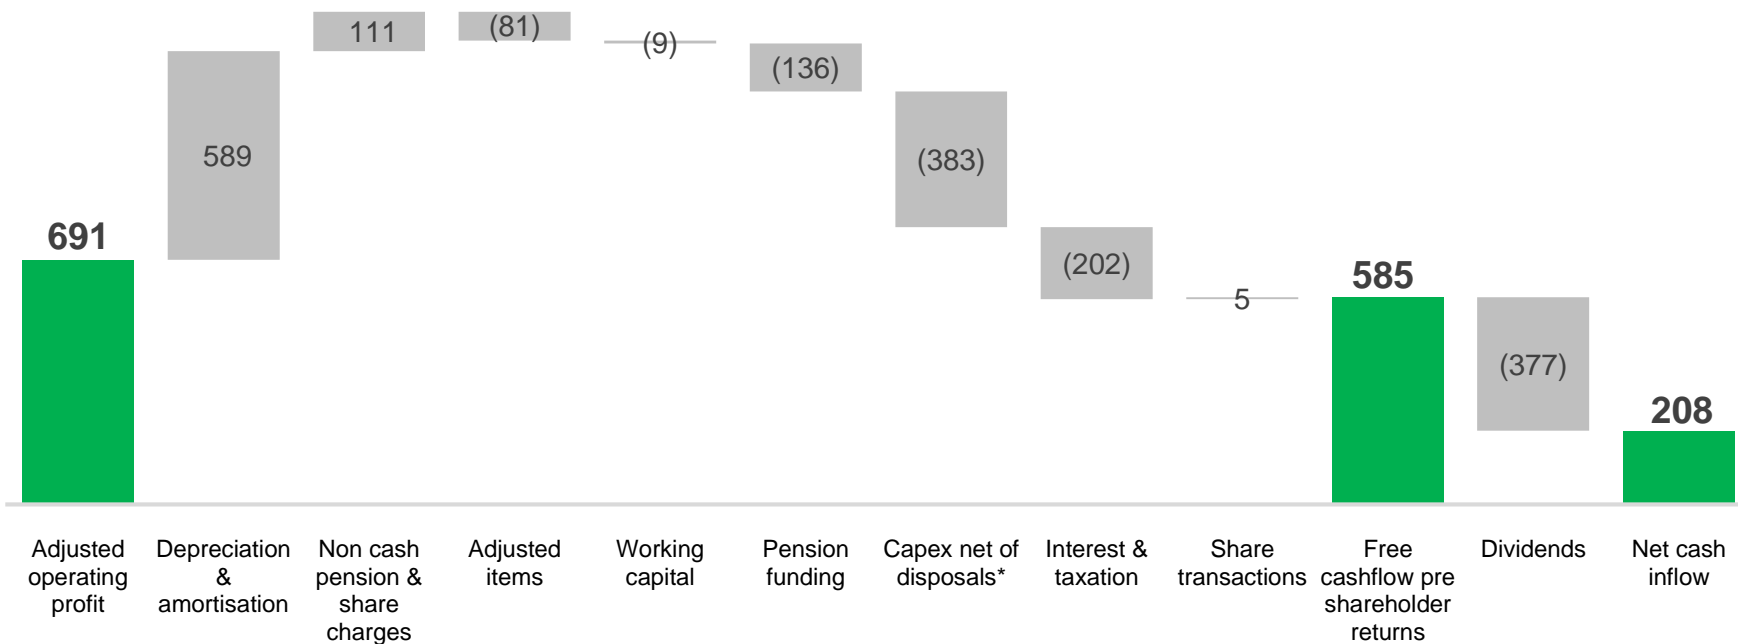 691
589
111
(81)
(9)
(136)
(383)
(202)
5
585
(377)
208
Adjusted
operating
profit
Depreciation
&
amortisation
Non cash
pension &
share
charges
Adjusted
items
Working
capital
Pension
funding
Capex net of
disposals*
Interest &
taxation
Share
transactions
Free
cashflow pre
shareholder
returns
Dividends
Net cash
inflow